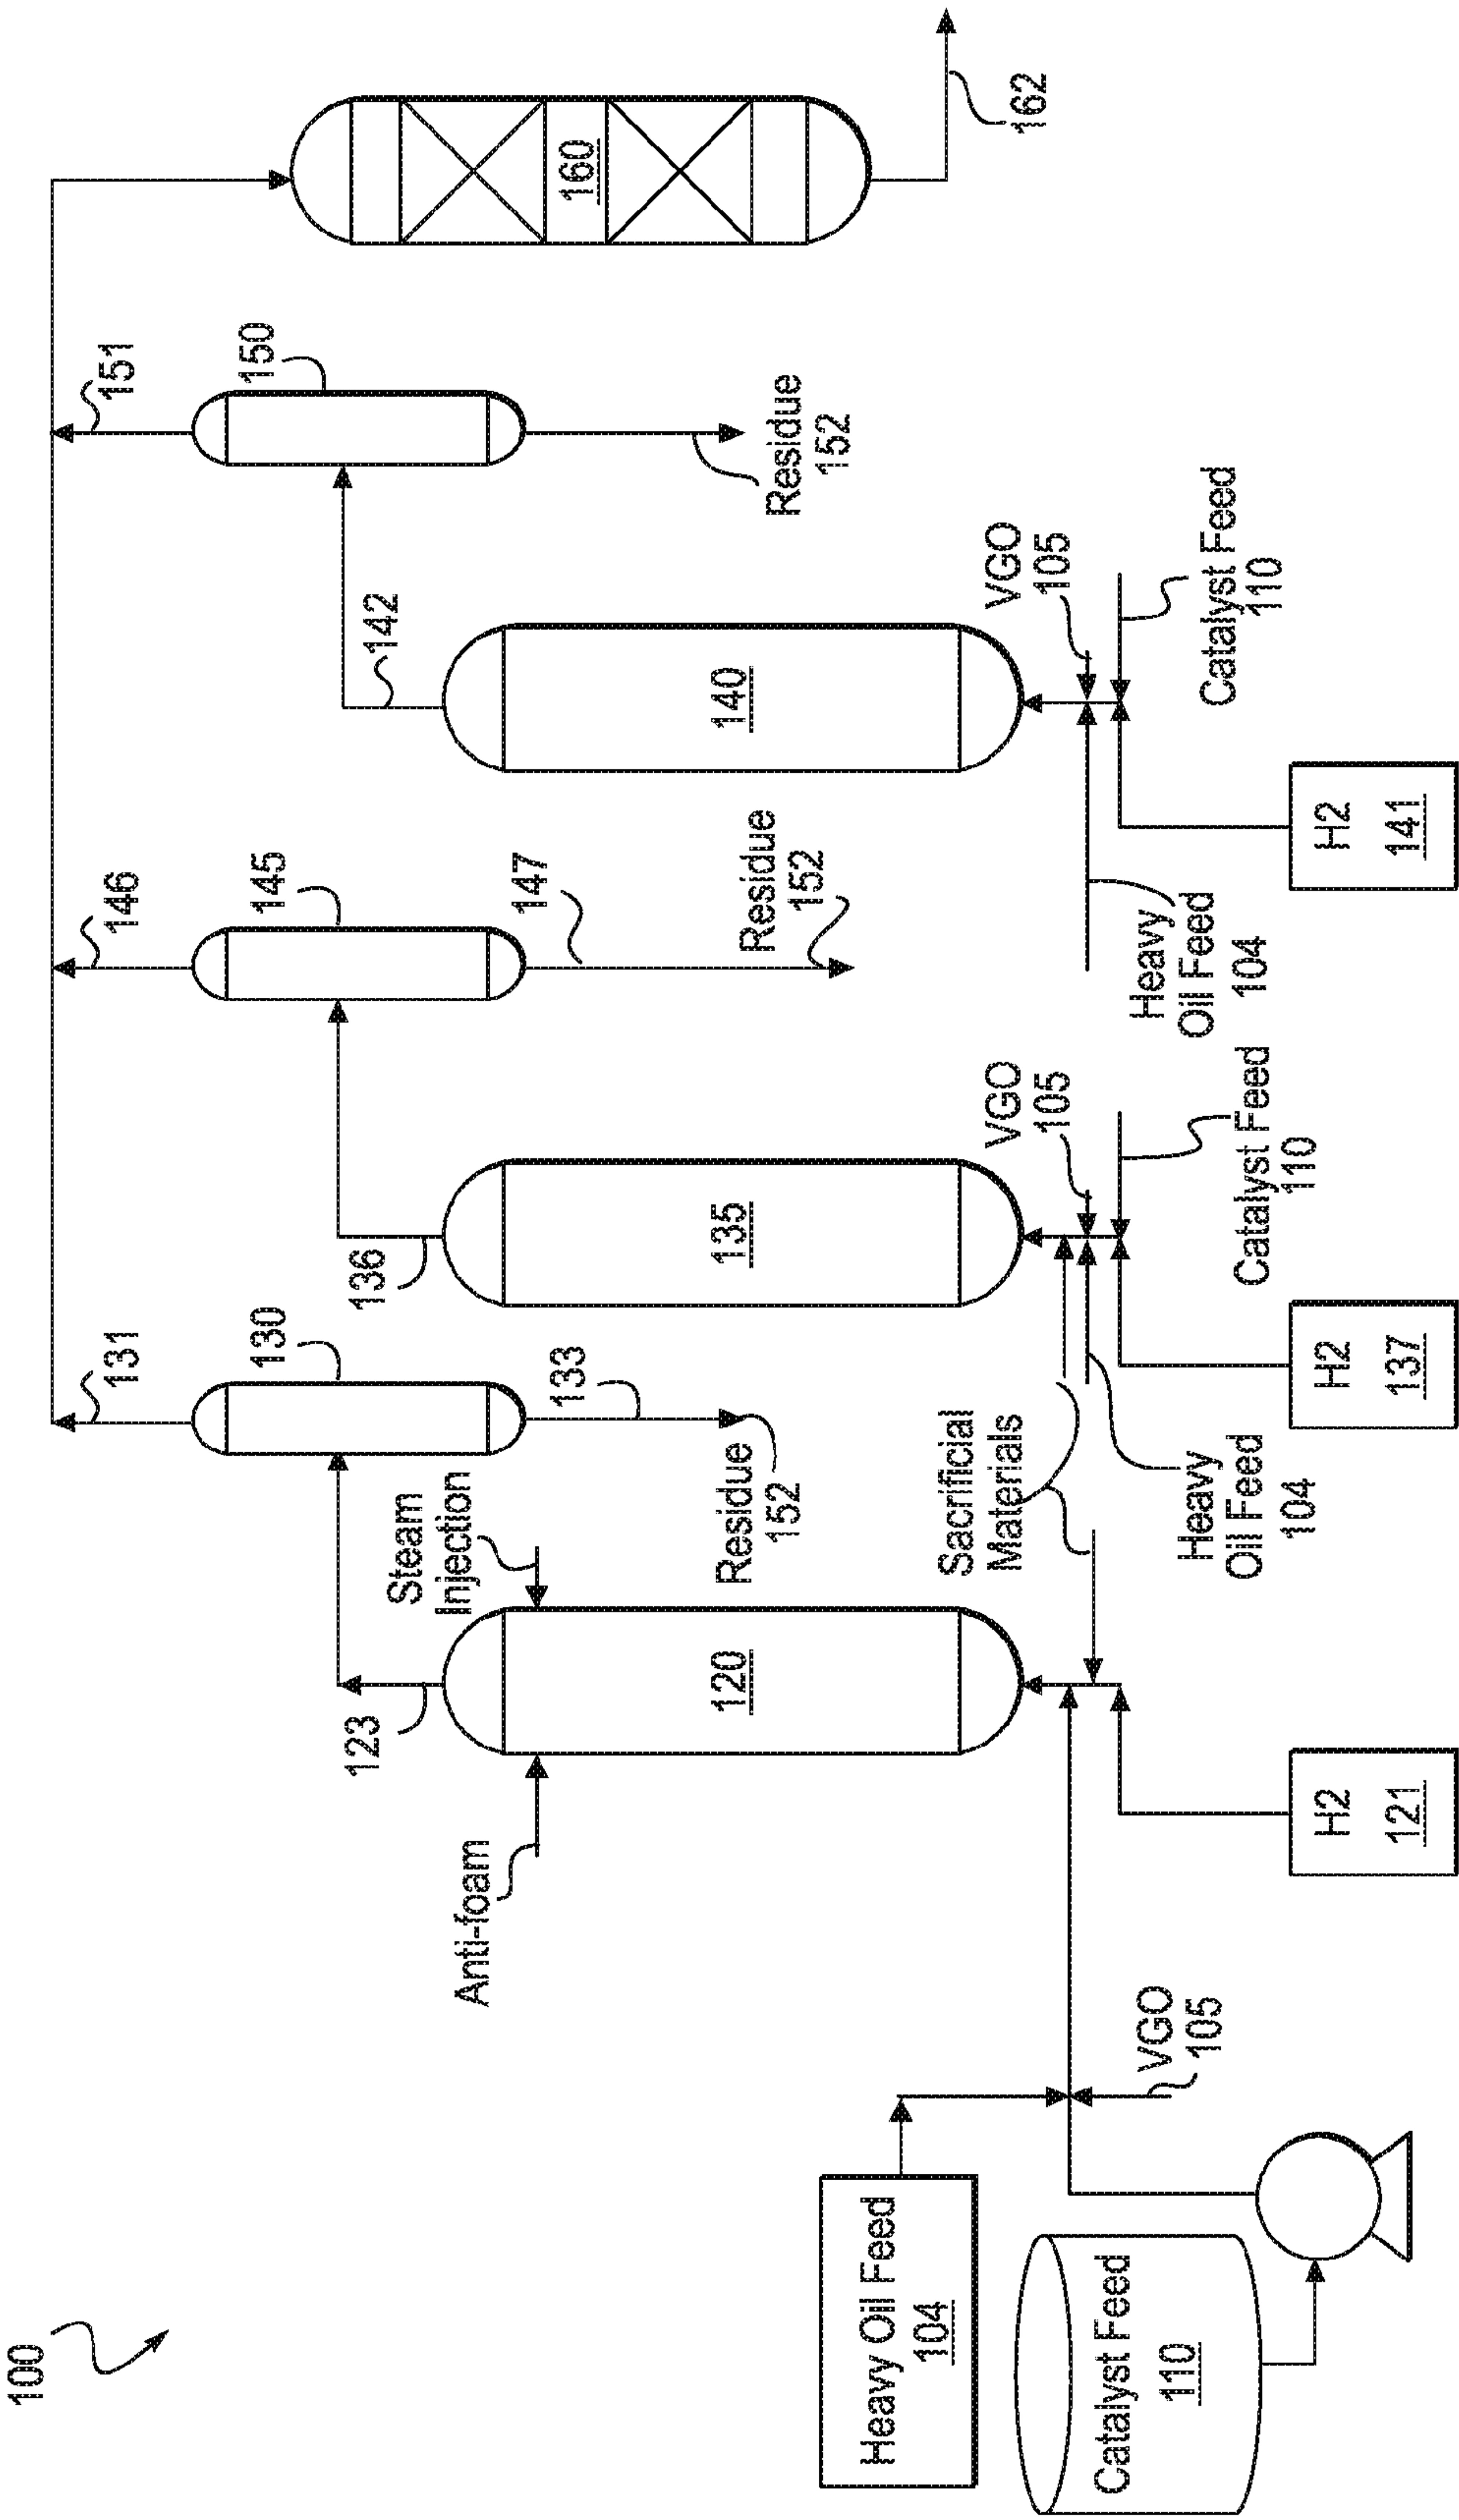 100
131
146
151
130
145
150
123
136
142
Steam
Injection
Anti-foam
133
147
160
120
135
140
Residue
152
Residue
152
Residue
152
162
Sacrificial
Materials
VGO
105
VGO
105
Heavy Oil Feed
104
Heavy
Oil Feed
104
Heavy
Oil Feed
104
Catalyst Feed
110
Catalyst Feed
110
Catalyst Feed
110
VGO
105
H2
121
H2
137
H2
141